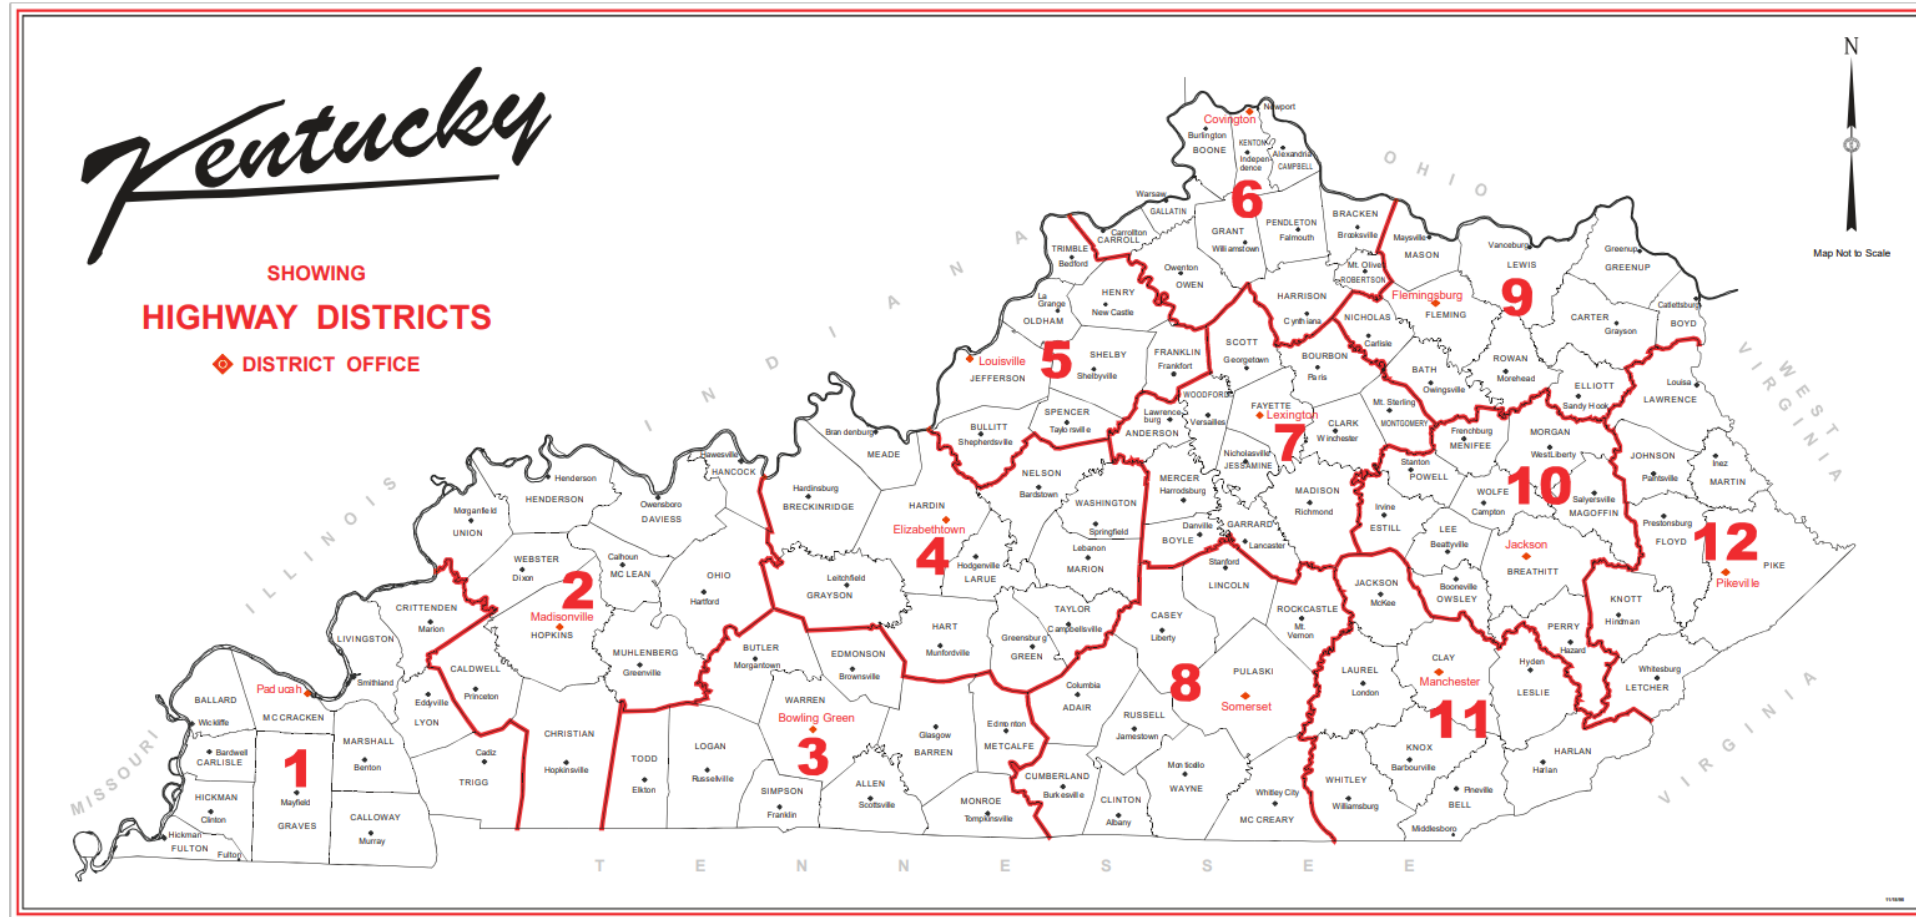 Kentucky
SHOWING
HIGHWAY DISTRICTS
DISTRICT OFFICE
N
Map Not to Scale
OHIO
INDIANA
ILLINOIS
MISSOURI
TENNESSEE
VIRGINIA
WEST
VIRGINIA
1
Paducah
BALLARD
Wickliffe
MC CRACKEN
Bardwell
CARLISLE
HICKMAN
Clinton
Hickman
FULTON
Fulton
Mayfield
GRAVES
MARSHALL
Benton
CALLOWAY
Murray
LIVINGSTON
Smithland
CRITTENDEN
Marion
Eddyville
LYON
Cadiz
TRIGG
2
Madisonville
HOPKINS
Henderson
HENDERSON
Morganfield
UNION
WEBSTER
Dixon
Calhoun
MC LEAN
Owensboro
DAVIESS
Hawesville
HANCOCK
OHIO
Hartford
MUHLENBERG
Greenville
CALDWELL
Princeton
CHRISTIAN
Hopkinsville
3
Bowling Green
WARREN
BUTLER
Morgantown
EDMONSON
Brownsville
TODD
Elkton
LOGAN
Russellville
SIMPSON
Franklin
ALLEN
Scottsville
Glasgow
BARREN
Edmonton
METCALFE
MONROE
Tompkinsville
4
Elizabethtown
HARDIN
Brandenburg
MEADE
Hardinsburg
BRECKINRIDGE
Leitchfield
GRAYSON
Hodgenville
LARUE
NELSON
Bardstown
WASHINGTON
Springfield
Lebanon
MARION
TAYLOR
Campbellsville
Greensburg
GREEN
HART
Munfordville
5
Louisville
JEFFERSON
TRIMBLE
Bedford
HENRY
New Castle
La
Grange
OLDHAM
SHELBY
Shelbyville
FRANKLIN
Frankfort
SPENCER
Taylorsville
BULLITT
Shepherdsville
6
Covington
Newport
Burlington
BOONE
KENTON
Indepen-
dence
Alexandria
CAMPBELL
Warsaw
GALLATIN
Carrollton
CARROLL
GRANT
Williamstown
PENDLETON
Falmouth
BRACKEN
Brooksville
Mt. Olivet
ROBERTSON
Owenton
OWEN
HARRISON
Cynthiana
7
Lexington
FAYETTE
SCOTT
Georgetown
BOURBON
Paris
WOODFORD
Versailles
Lawrence
burg
ANDERSON
CLARK
Winchester
Mt. Sterling
MONTGOMERY
Nicholasville
JESSAMINE
MERCER
Harrodsburg
MADISON
Richmond
Danville
BOYLE
GARRARD
Lancaster
8
Somerset
PULASKI
Stanford
LINCOLN
CASEY
Liberty
ROCKCASTLE
Mt.
Vernon
Columbia
ADAIR
RUSSELL
Jamestown
CUMBERLAND
Burkesville
CLINTON
Albany
Monticello
WAYNE
Whitley City
MC CREARY
9
Flemingsburg
FLEMING
Maysville
MASON
Vanceburg
LEWIS
Greenup
GREENUP
CARTER
Grayson
Catlettsburg
BOYD
NICHOLAS
Carlisle
BATH
Owingsville
ROWAN
Morehead
ELLIOTT
Sandy Hook
10
Jackson
BREATHITT
Frenchburg
MENIFEE
MORGAN
WestLiberty
Stanton
POWELL
WOLFE
Campton
Salyersville
MAGOFFIN
Irvine
ESTILL
LEE
Beattyville
Booneville
OWSLEY
PERRY
Hazard
11
Manchester
CLAY
JACKSON
McKee
LAUREL
London
Hyden
LESLIE
KNOX
Barbourville
WHITLEY
Williamsburg
Pineville
BELL
Middlesboro
HARLAN
Harlan
12
Pikeville
PIKE
Louisa
LAWRENCE
JOHNSON
Paintsville
Inez
MARTIN
Prestonsburg
FLOYD
KNOTT
Hindman
Whitesburg
LETCHER